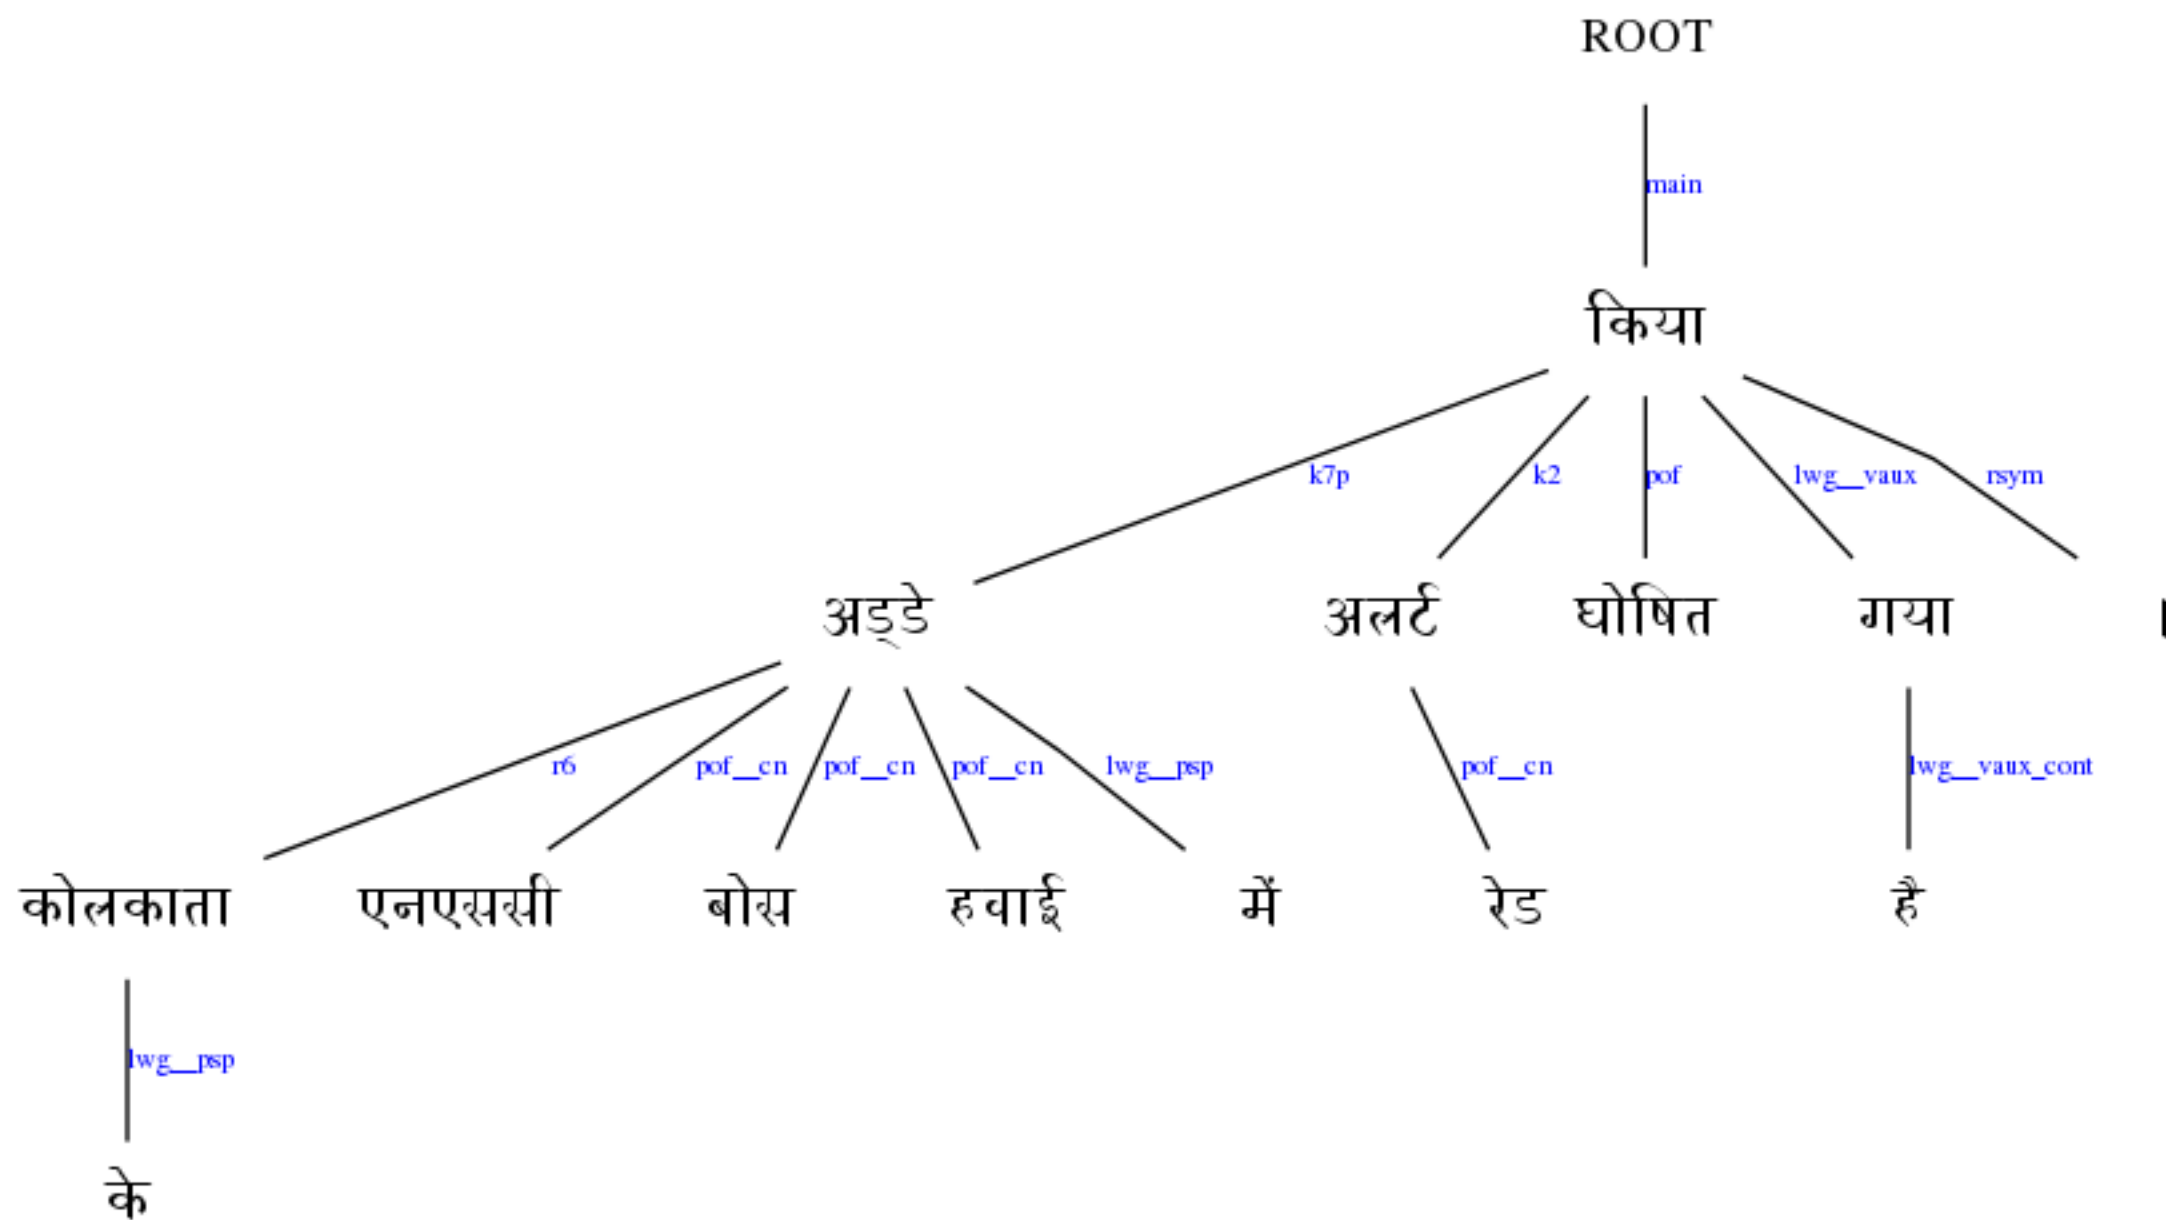 ROOT
main
किया
k7p k2 pof lwg__vaux rsym
अड्डे अलर्ट घोषित गया ।
r6 pof__cn pof__cn pof__cn lwg__psp pof__cn lwg__vaux_cont
कोलकाता एनएससी बोस हवाई में रेड है
lwg__psp
के